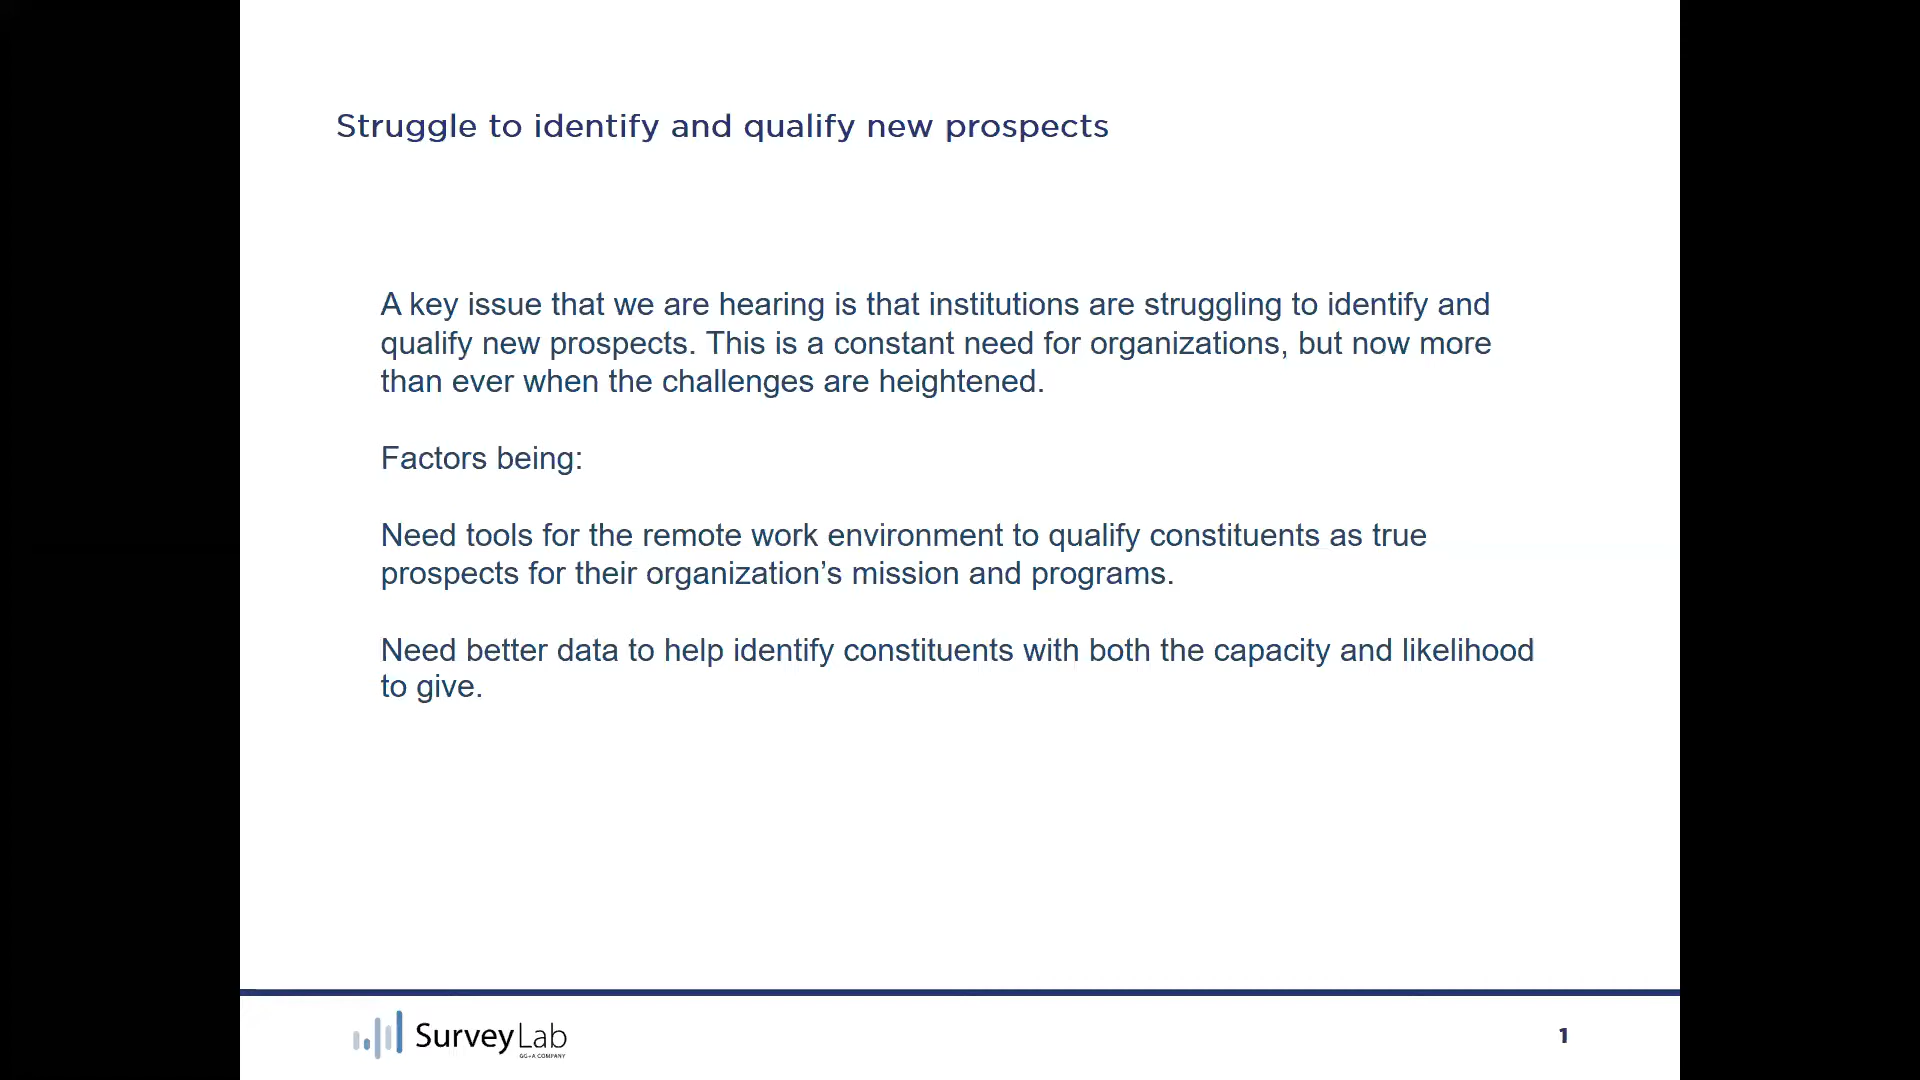 Struggle to identify and qualify new prospects
A key issue that we are hearing is that institutions are struggling to identify and
qualify new prospects. This is a constant need for organizations, but now more
than ever when the challenges are heightened.
Factors being:
Need tools for the remote work environment to qualify constituents as true
prospects for their organization’s mission and programs.
Need better data to help identify constituents with both the capacity and likelihood
to give.
SurveyLab
GG+A COMPANY
1